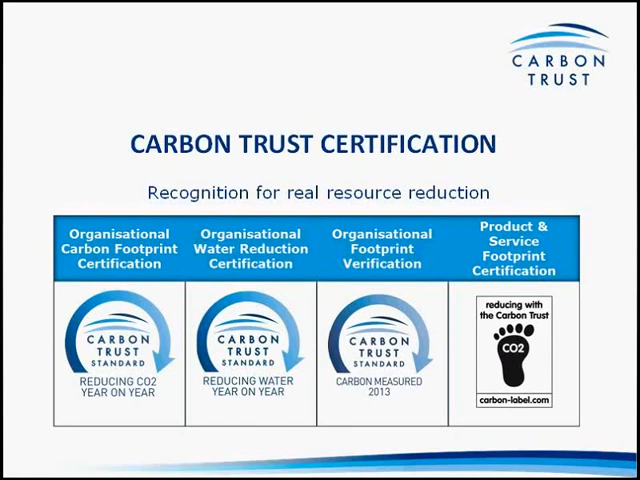 CARBON
TRUST
CARBON TRUST CERTIFICATION
Recognition for real resource reduction
Organisational
Carbon Footprint
Certification
Organisational
Water Reduction
Certification
Organisational
Footprint
Verification
Product &
Service
Footprint
Certification
CARBON
TRUST
STANDARD
REDUCING CO2
YEAR ON YEAR
CARBON
TRUST
STANDARD
REDUCING WATER
YEAR ON YEAR
CARBON
TRUST
STANDARD
CARBON MEASURED
2013
reducing with
the Carbon Trust
CO2
carbon-label.com